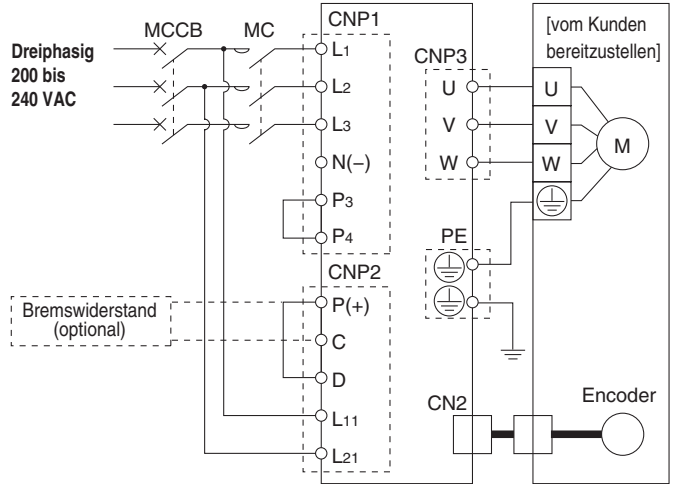 Dreiphasig
200 bis
240 VAC
MCCB
MC
CNP1
L1
L2
L3
N(−)
P3
P4
CNP2
P(+)
C
D
L11
L21
Bremswiderstand
(optional)
CNP3
U
V
W
PE
CN2
[vom Kunden
bereitzustellen]
U
V
W
M
Encoder